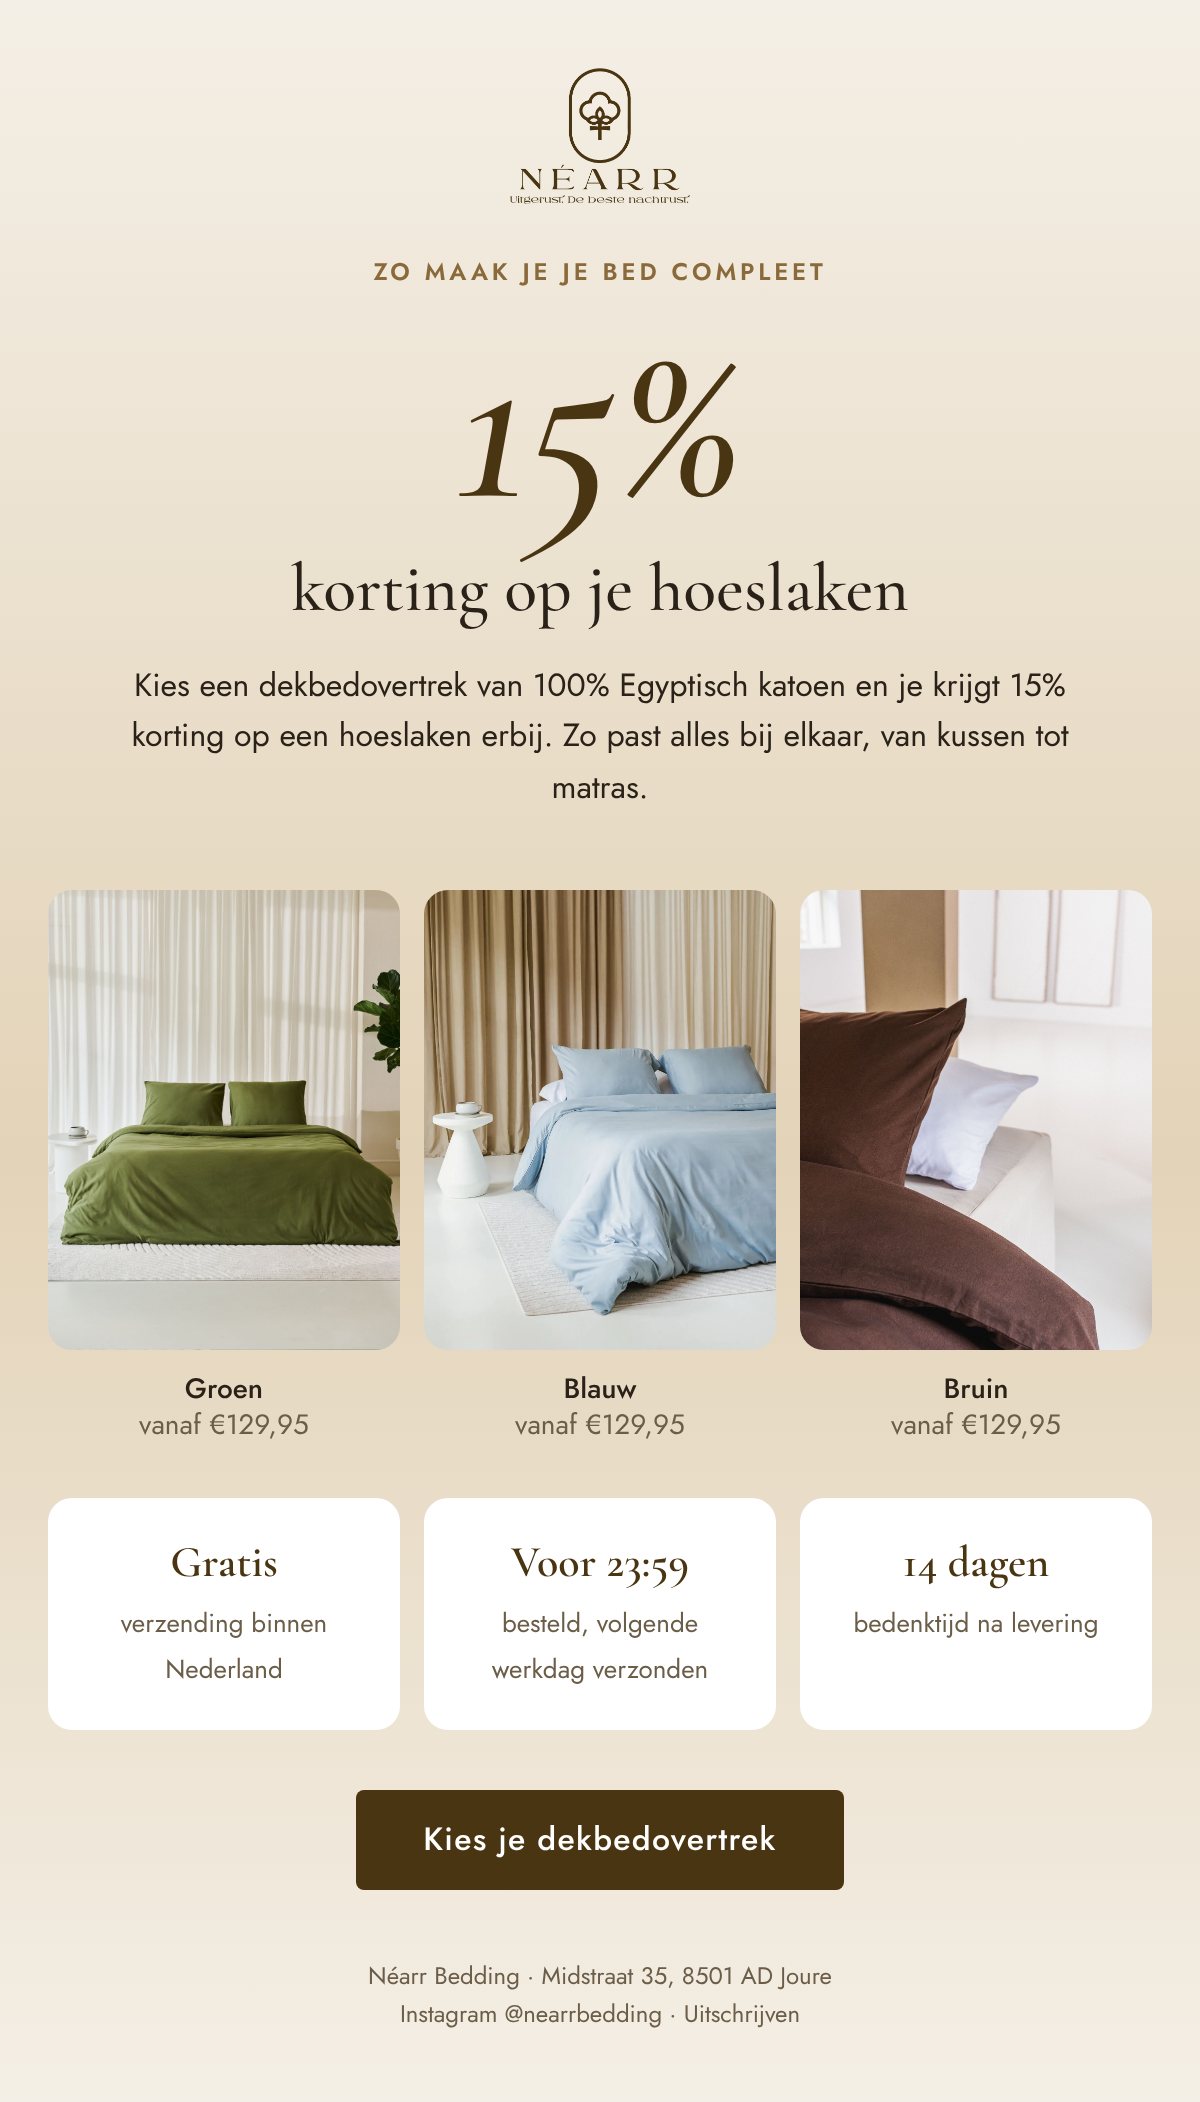 NÉARR
Uitgerust. De beste nachtrust.
ZO MAAK JE JE BED COMPLEET
15%
korting op je hoeslaken
Kies een dekbedovertrek van 100% Egyptisch katoen en je krijgt 15%
korting op een hoeslaken erbij. Zo past alles bij elkaar, van kussen tot
matras.
Groen
vanaf €129,95
Blauw
vanaf €129,95
Bruin
vanaf €129,95
Gratis
verzending binnen
Nederland
Voor 23:59
besteld, volgende
werkdag verzonden
14 dagen
bedenktijd na levering
Kies je dekbedovertrek
Néarr Bedding · Midstraat 35, 8501 AD Joure
Instagram @nearrbedding · Uitschrijven